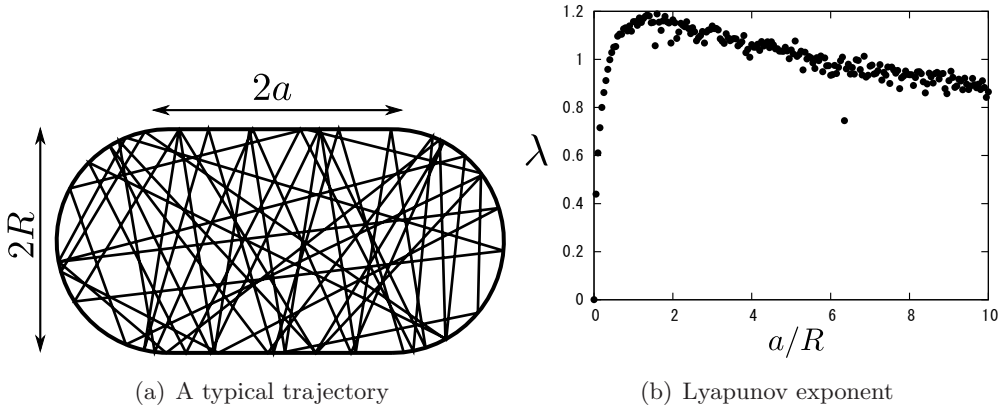 2a
2R
(a) A typical trajectory
1.2
1
0.8
0.6
0.4
0.2
0
λ
0 2 4 6 8 10
a/R
(b) Lyapunov exponent